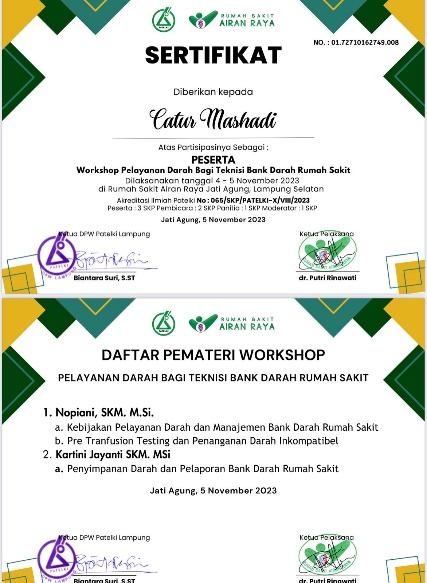 RUMAH SAKIT
AIRAN RAYA
NO. : 01.72710162749.008
SERTIFIKAT
Diberikan kepada
Catur Mashadi
Atas Partisipasinya Sebagai :
PESERTA
Workshop Pelayanan Darah Bagi Teknisi Bank Darah Rumah Sakit
Dilaksanakan tanggal 4 - 5 November 2023
di Rumah Sakit Airan Raya Jati Agung, Lampung Selatan
Akreditasi Ilmiah Patelki No : 065/SKP/PATELKI-X/VIII/2023
Peserta : 3 SKP Pembicara : 2 SKP Panitia : 1 SKP Moderator : 1 SKP
Jati Agung, 5 November 2023
Ketua DPW Patelki Lampung
Ketua Pelaksana
Biantara Suri, S.ST
dr. Putri Rinawati
RUMAH SAKIT
AIRAN RAYA
DAFTAR PEMATERI WORKSHOP
PELAYANAN DARAH BAGI TEKNISI BANK DARAH RUMAH SAKIT
1. Nopiani, SKM. M.Si.
a. Kebijakan Pelayanan Darah dan Manajemen Bank Darah Rumah Sakit
b. Pre Tranfusion Testing dan Penanganan Darah Inkompatibel
2. Kartini Jayanti SKM. MSi
a. Penyimpanan Darah dan Pelaporan Bank Darah Rumah Sakit
Jati Agung, 5 November 2023
Ketua DPW Patelki Lampung
Ketua Pelaksana
Biantara Suri, S.ST
dr. Putri Rinawati